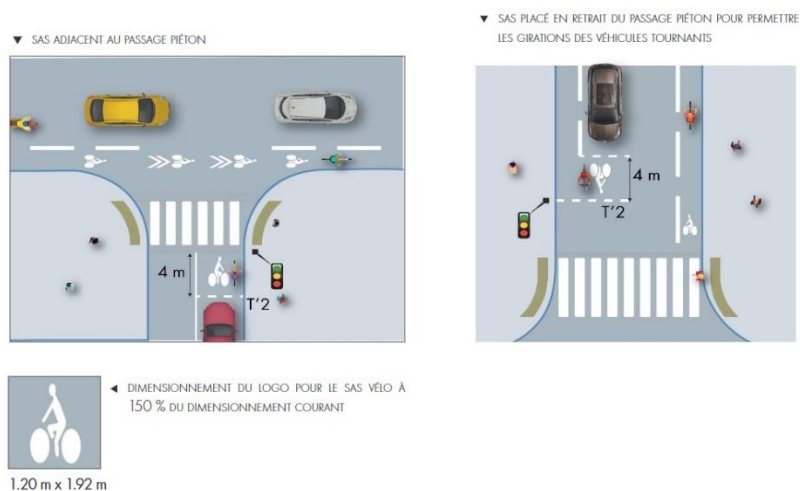 ▼ SAS ADJACENT AU PASSAGE PIÉTON
4 m
T'2
▼ SAS PLACÉ EN RETRAIT DU PASSAGE PIÉTON POUR PERMETTRE
LES GIRATIONS DES VÉHICULES TOURNANTS
4 m
T'2
◄ DIMENSIONNEMENT DU LOGO POUR LE SAS VÉLO À
150 % DU DIMENSIONNEMENT COURANT
1.20 m x 1.92 m